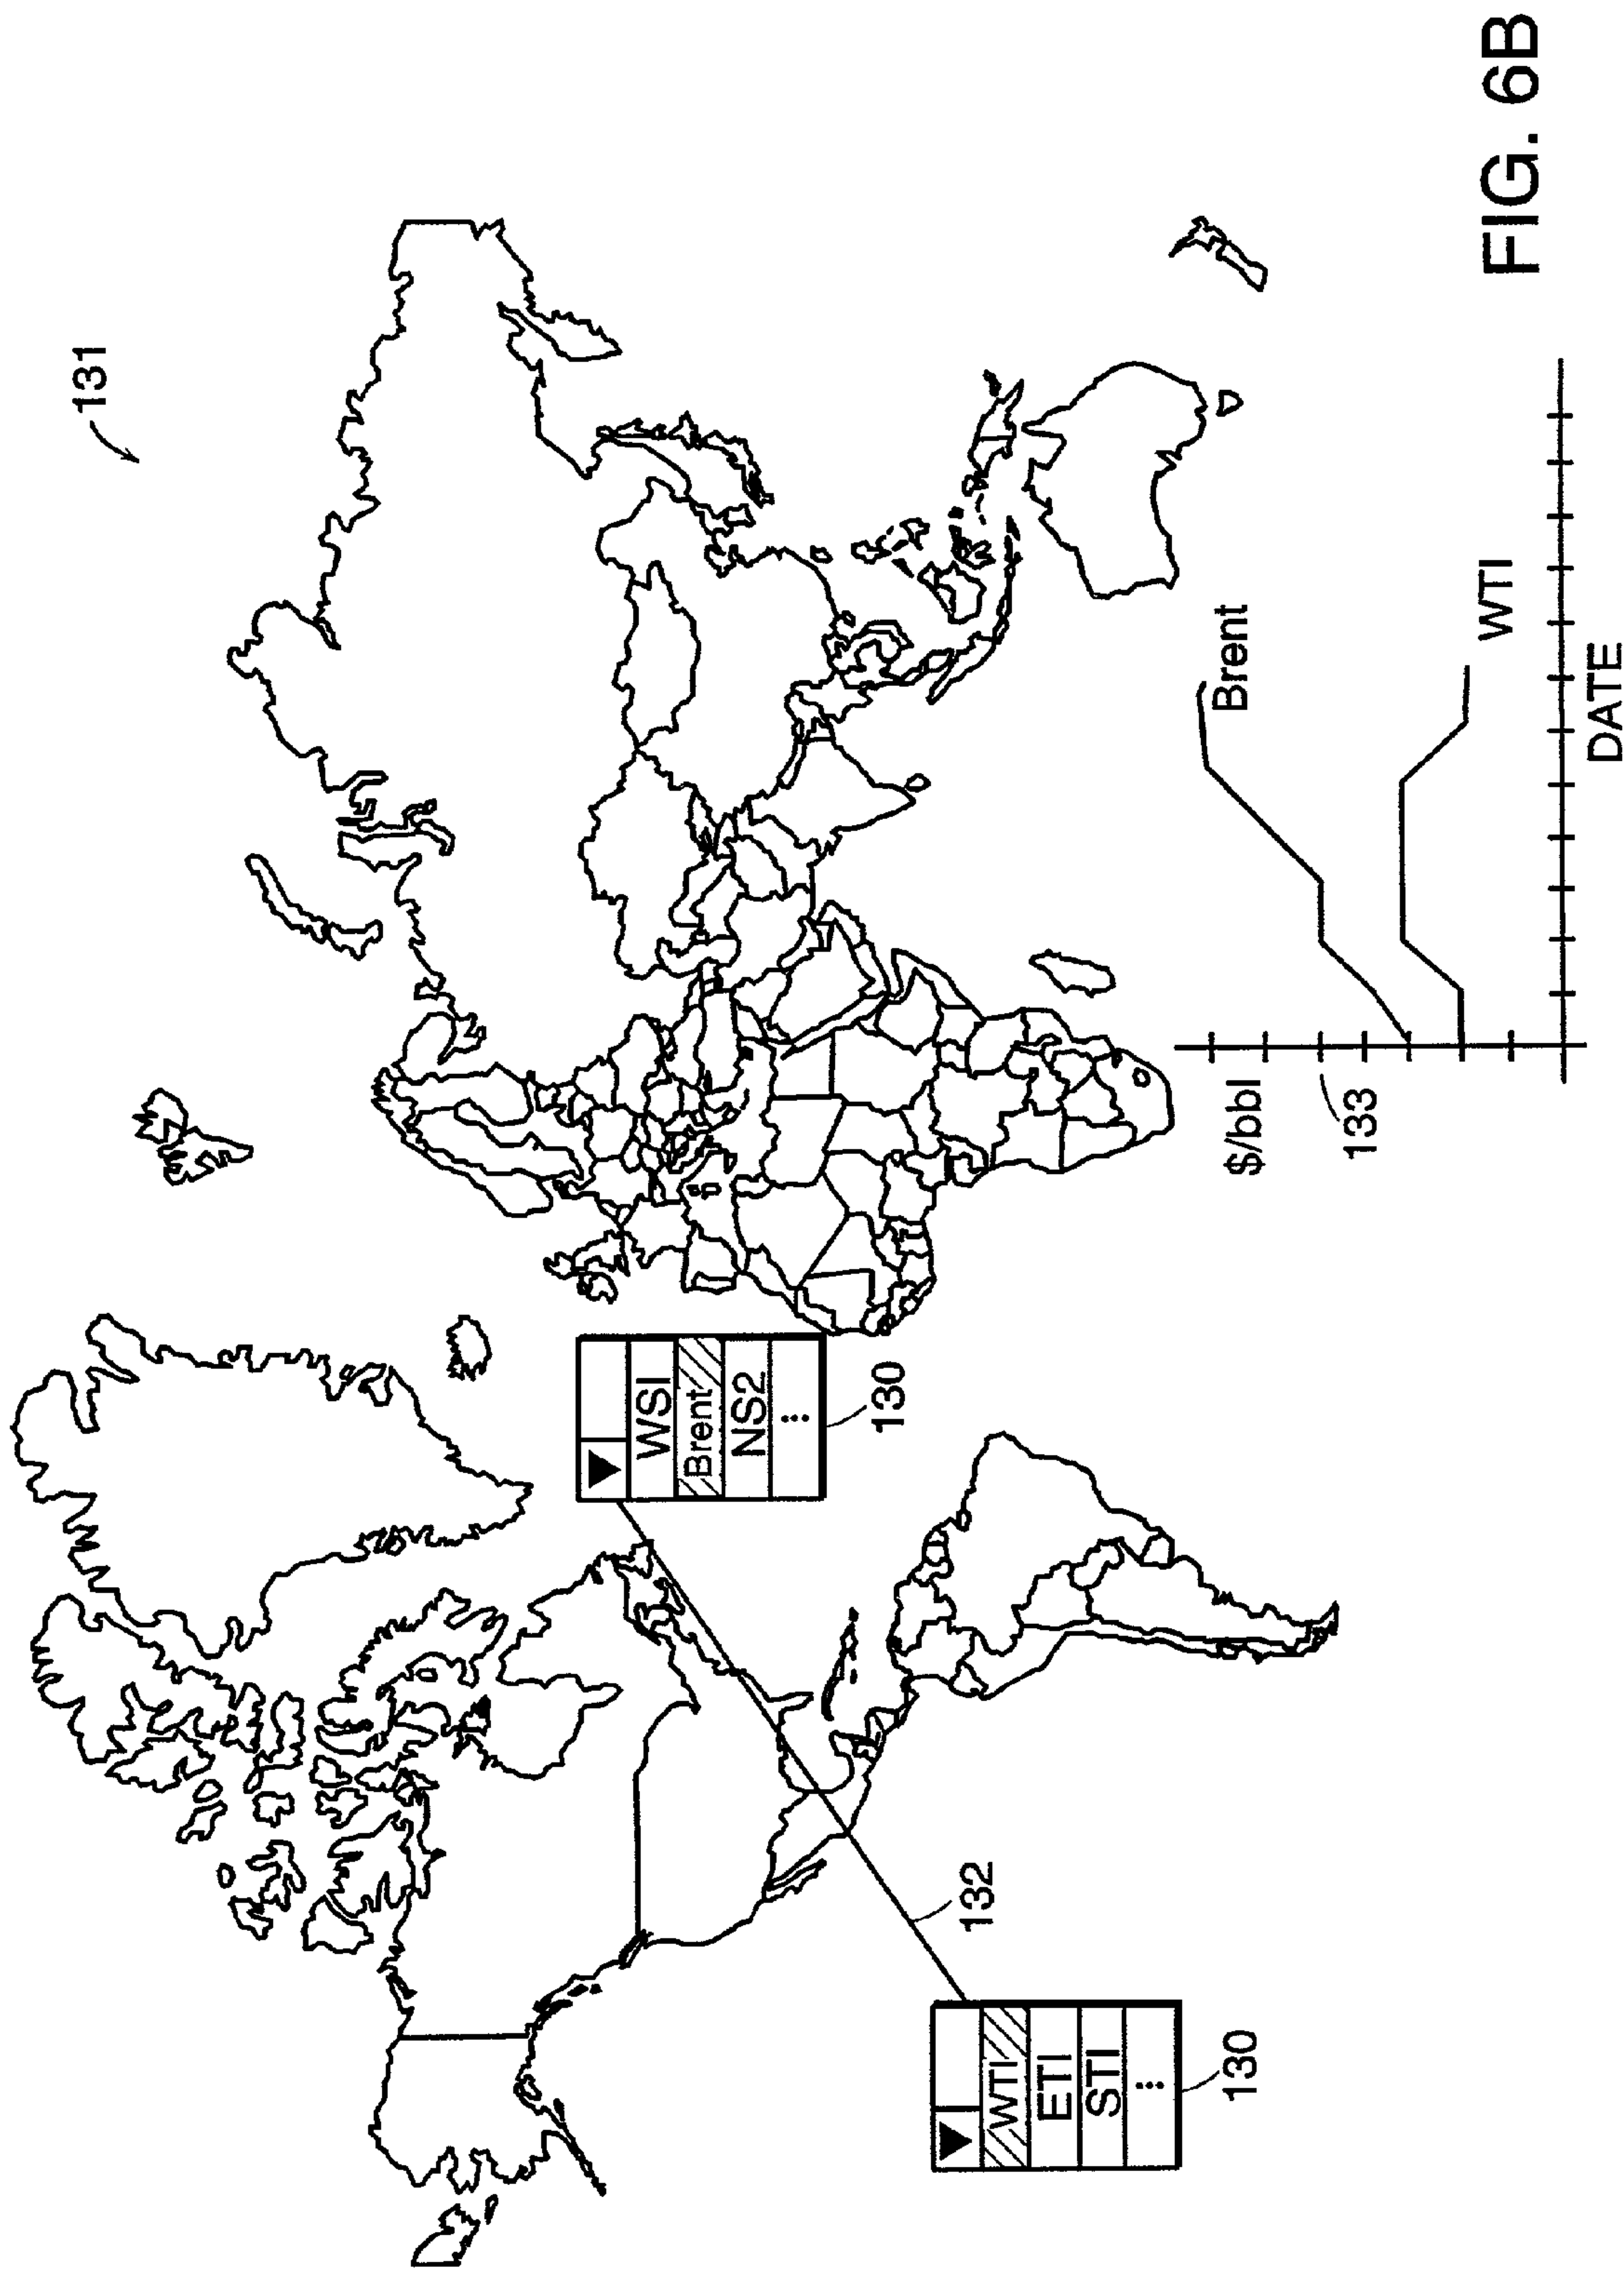 131
WSI
Brent
NS2
⋮
130
WTI
ETI
STI
⋮
130
132
$/bbl
133
Brent
WTI
DATE
FIG. 6B